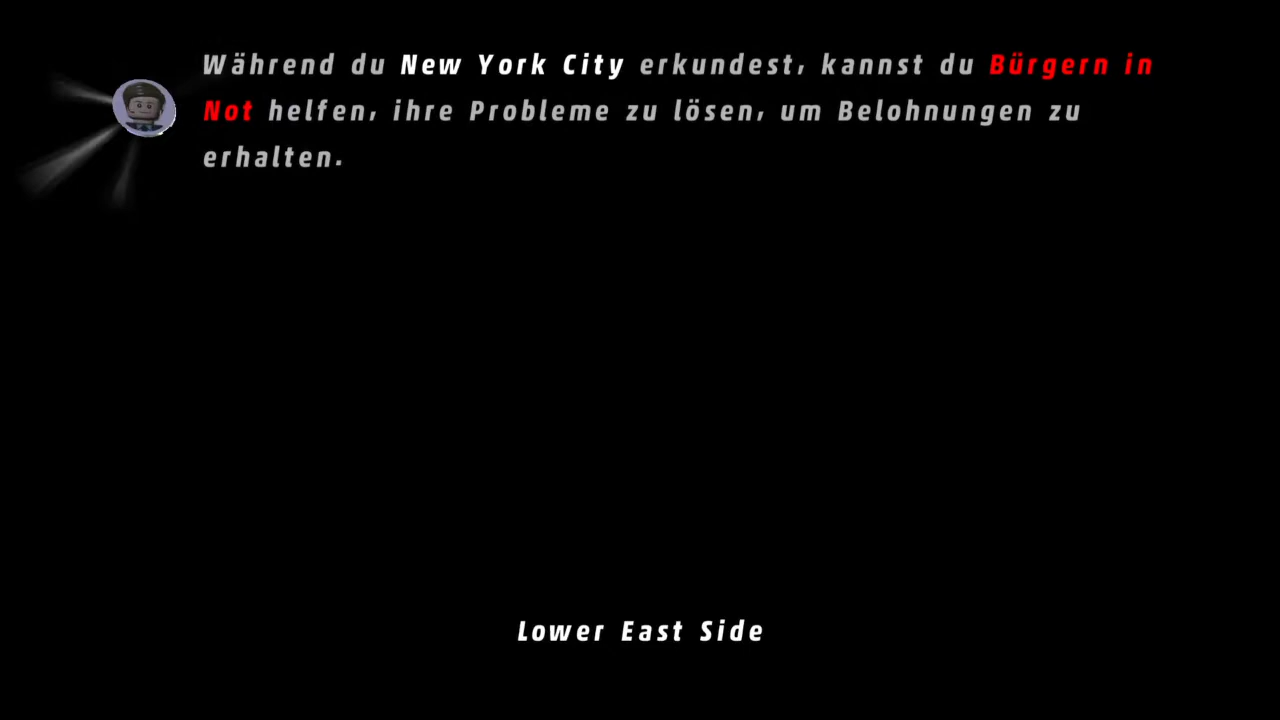 Während du New York City erkundest, kannst du Bürgern in
Not helfen, ihre Probleme zu lösen, um Belohnungen zu
erhalten.
Lower East Side